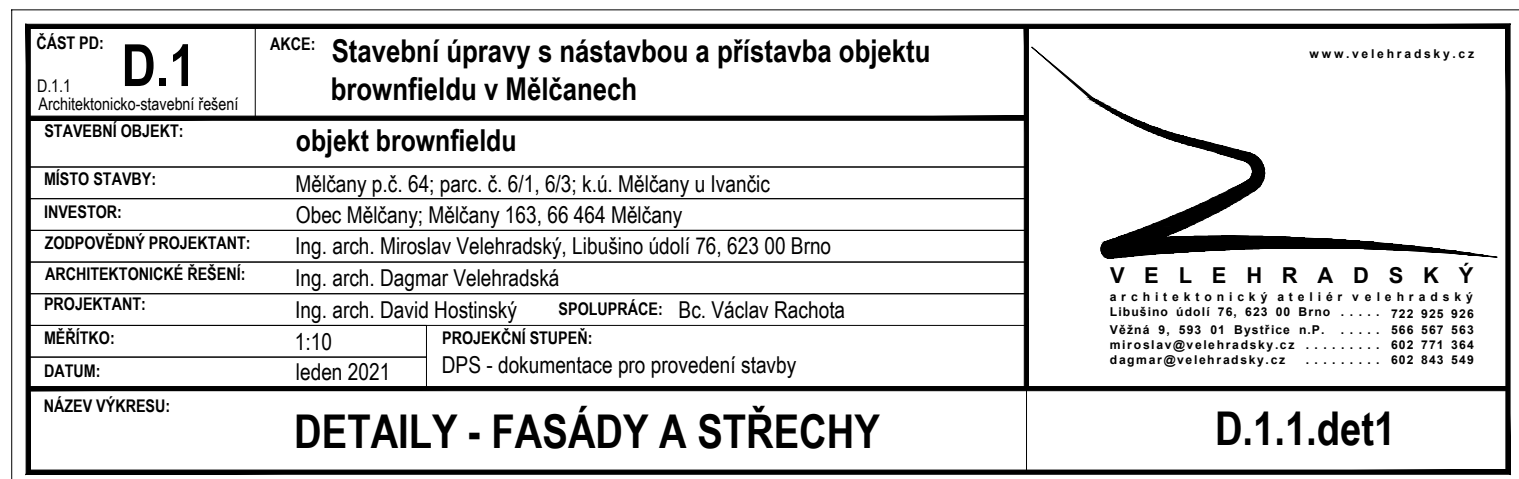 ČÁST PD: D.1
D.1.1
Architektonicko-stavební řešení
AKCE: Stavební úpravy s nástavbou a přístavba objektu
brownfieldu v Mělčanech
STAVEBNÍ OBJEKT: objekt brownfieldu
MÍSTO STAVBY: Mělčany p.č. 64; parc. č. 6/1, 6/3; k.ú. Mělčany u Ivančic
INVESTOR: Obec Mělčany; Mělčany 163, 66 464 Mělčany
ZODPOVĚDNÝ PROJEKTANT: Ing. arch. Miroslav Velehradský, Libušino údolí 76, 623 00 Brno
ARCHITEKTONICKÉ ŘEŠENÍ: Ing. arch. Dagmar Velehradská
PROJEKTANT: Ing. arch. David Hostinský SPOLUPRÁCE: Bc. Václav Rachota
MĚŘÍTKO: 1:10
PROJEKČNÍ STUPEŇ:
DPS - dokumentace pro provedení stavby
DATUM: leden 2021
www.velehradsky.cz
VELEHRADSKÝ
architektonický ateliér velehradský
Libušino údolí 76, 623 00 Brno ..... 722 925 926
Věžná 9, 593 01 Bystřice n.P. ..... 566 567 563
miroslav@velehradsky.cz ......... 602 771 364
dagmar@velehradsky.cz ......... 602 843 549
NÁZEV VÝKRESU: DETAILY - FASÁDY A STŘECHY
D.1.1.det1